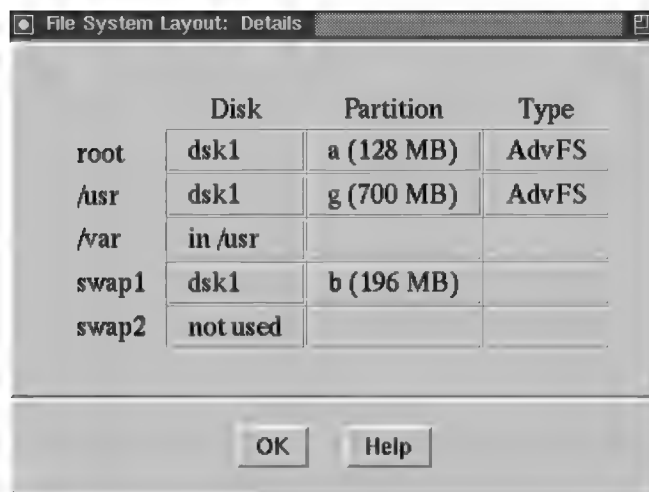 File System Layout: Details
Disk Partition Type
root dsk1 a (128 MB) AdvFS
/usr dsk1 g (700 MB) AdvFS
/var in /usr
swap1 dsk1 b (196 MB)
swap2 not used
OK Help